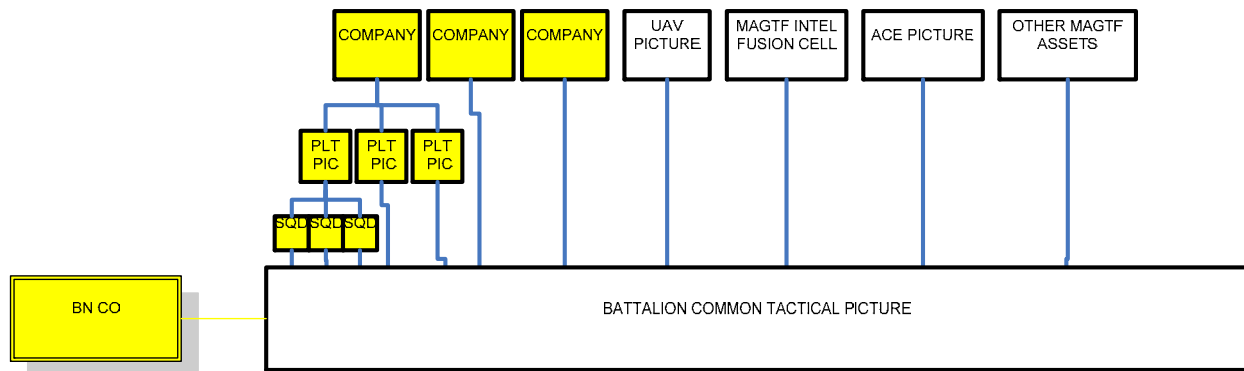 COMPANY
COMPANY
COMPANY
UAV
PICTURE
MAGTF INTEL
FUSION CELL
ACE PICTURE
OTHER MAGTF
ASSETS
PLT
PIC
PLT
PIC
PLT
PIC
SQD
SQD
SQD
BN CO
BATTALION COMMON TACTICAL PICTURE